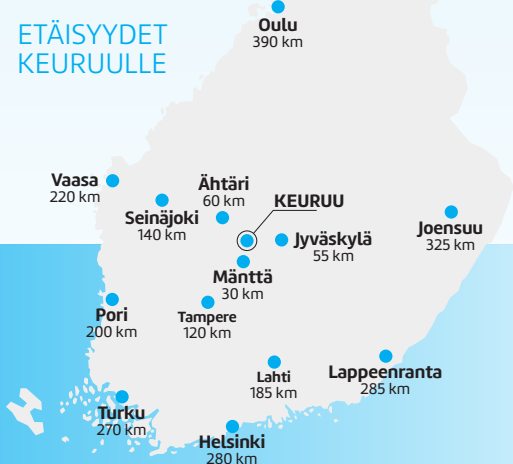 ETÄISYYDET
KEURUULLE
Oulu
390 km
Vaasa
220 km
Ähtäri
60 km
Seinäjoki
140 km
KEURUU
Joensuu
325 km
Jyväskylä
55 km
Mänttä
30 km
Pori
200 km
Tampere
120 km
Lahti
185 km
Lappeenranta
285 km
Turku
270 km
Helsinki
280 km